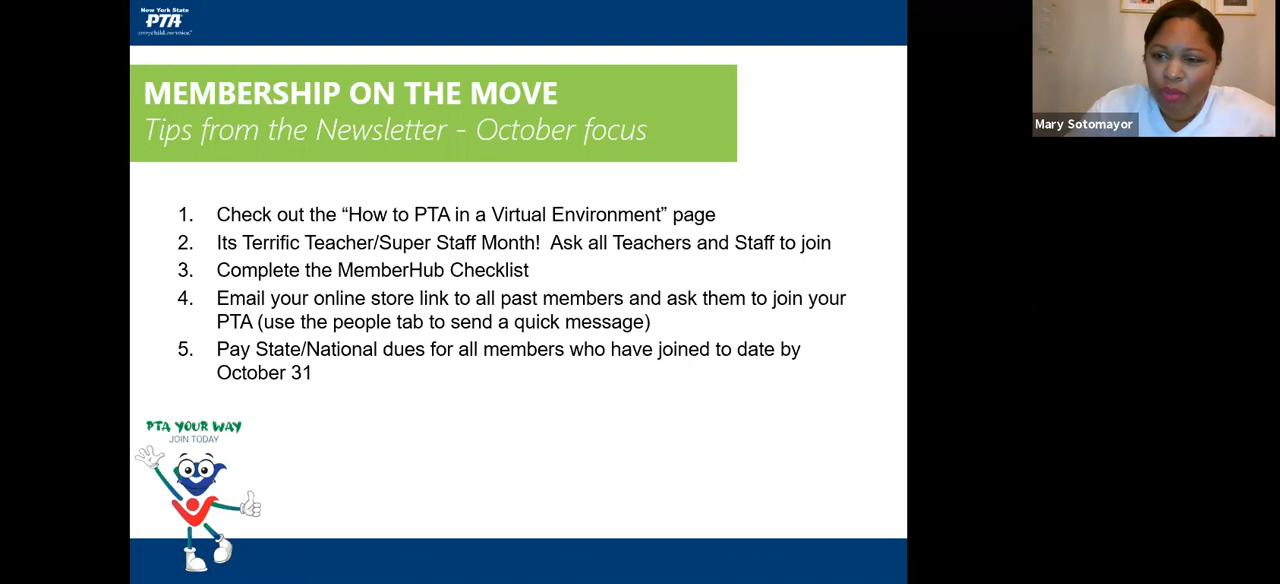 New York State
PTA
everychild.onevoice.
MEMBERSHIP ON THE MOVE
Tips from the Newsletter - October focus
1. Check out the “How to PTA in a Virtual Environment” page
2. Its Terrific Teacher/Super Staff Month!  Ask all Teachers and Staff to join
3. Complete the MemberHub Checklist
4. Email your online store link to all past members and ask them to join your
PTA (use the people tab to send a quick message)
5. Pay State/National dues for all members who have joined to date by
October 31
PTA YOUR WAY
JOIN TODAY
Mary Sotomayor